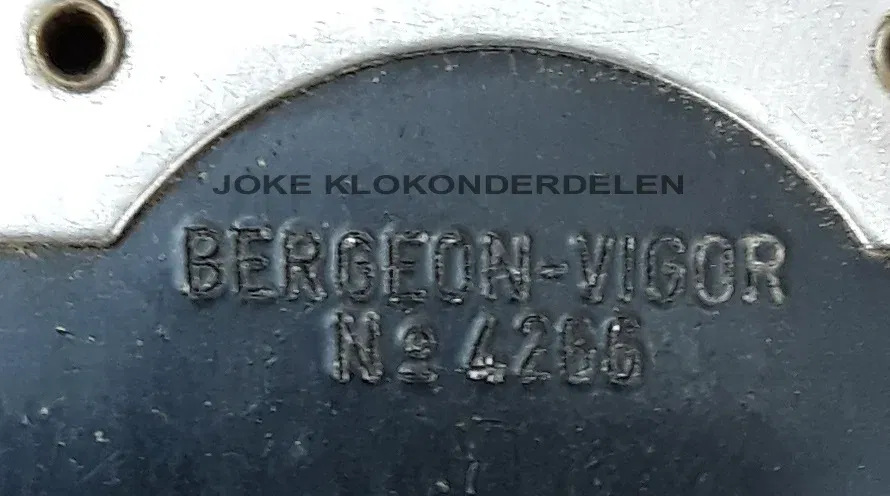 JOKE KLOKONDERDELEN
BERGEON-VIGOR
No 4266